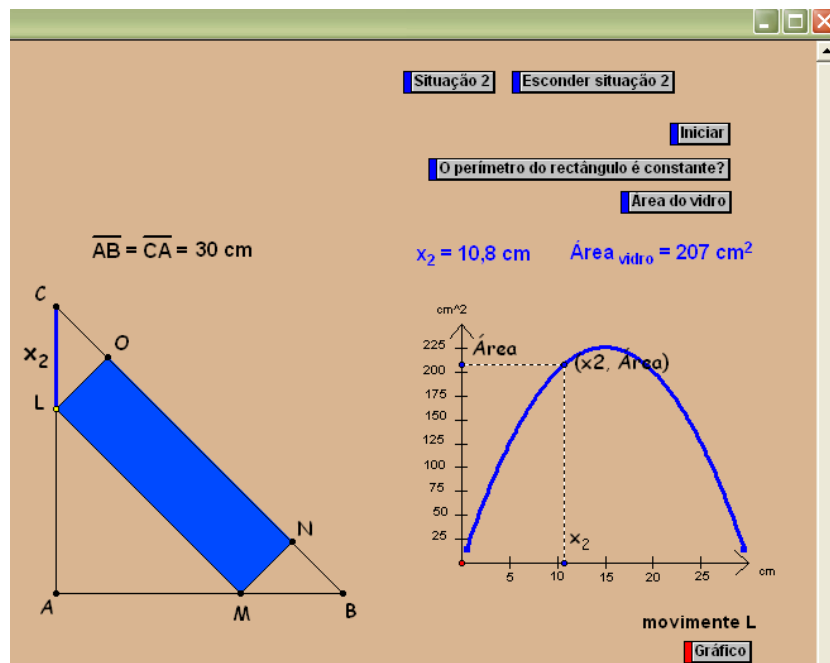 Situação 2 Esconder situação 2
Iniciar
O perímetro do rectângulo é constante?
Área do vidro
AB = CA = 30 cm
x2 = 10,8 cm Área vidro = 207 cm2
C
O
x2
L
N
A
M
B
cm^2
225
200
175
150
125
100
75
50
25
Área
(x2, Área)
x2
5 10 15 20 25 cm
movimente L
Gráfico